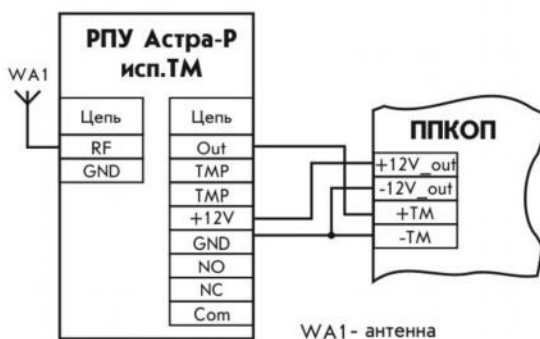 РПУ Астра-Р
исп.ТМ
WA1
Цепь
RF
GND
Цепь
Out
TMP
TMP
+12V
GND
NO
NC
Com
ППКОП
+12V_out
-12V_out
+TM
-TM
WA1- антенна